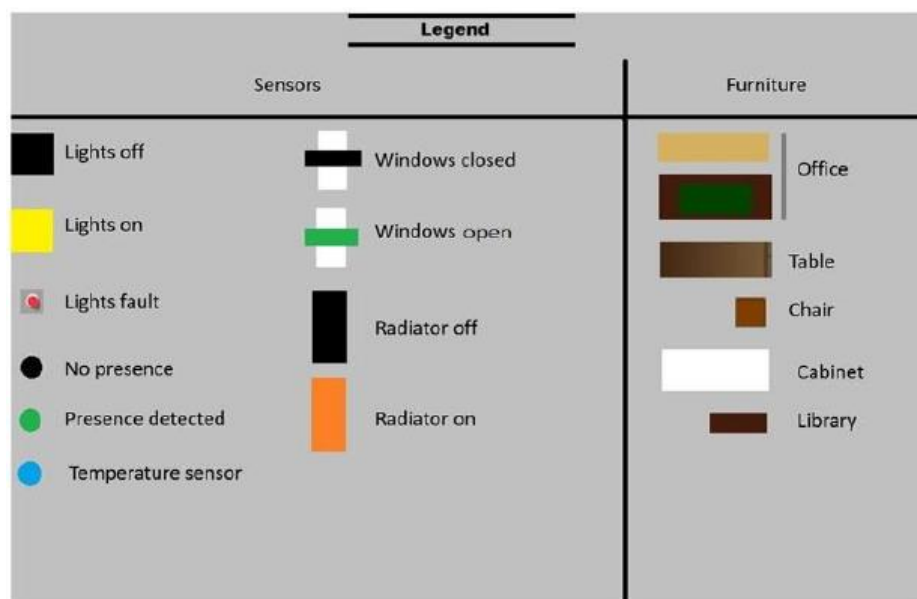 Legend
Sensors
Furniture
Lights off
Windows closed
Office
Lights on
Windows open
Table
Lights fault
Chair
Radiator off
No presence
Cabinet
Presence detected
Radiator on
Library
Temperature sensor